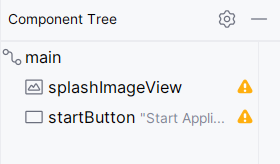 Component Tree
main
splashImageView
startButton "Start Appli...